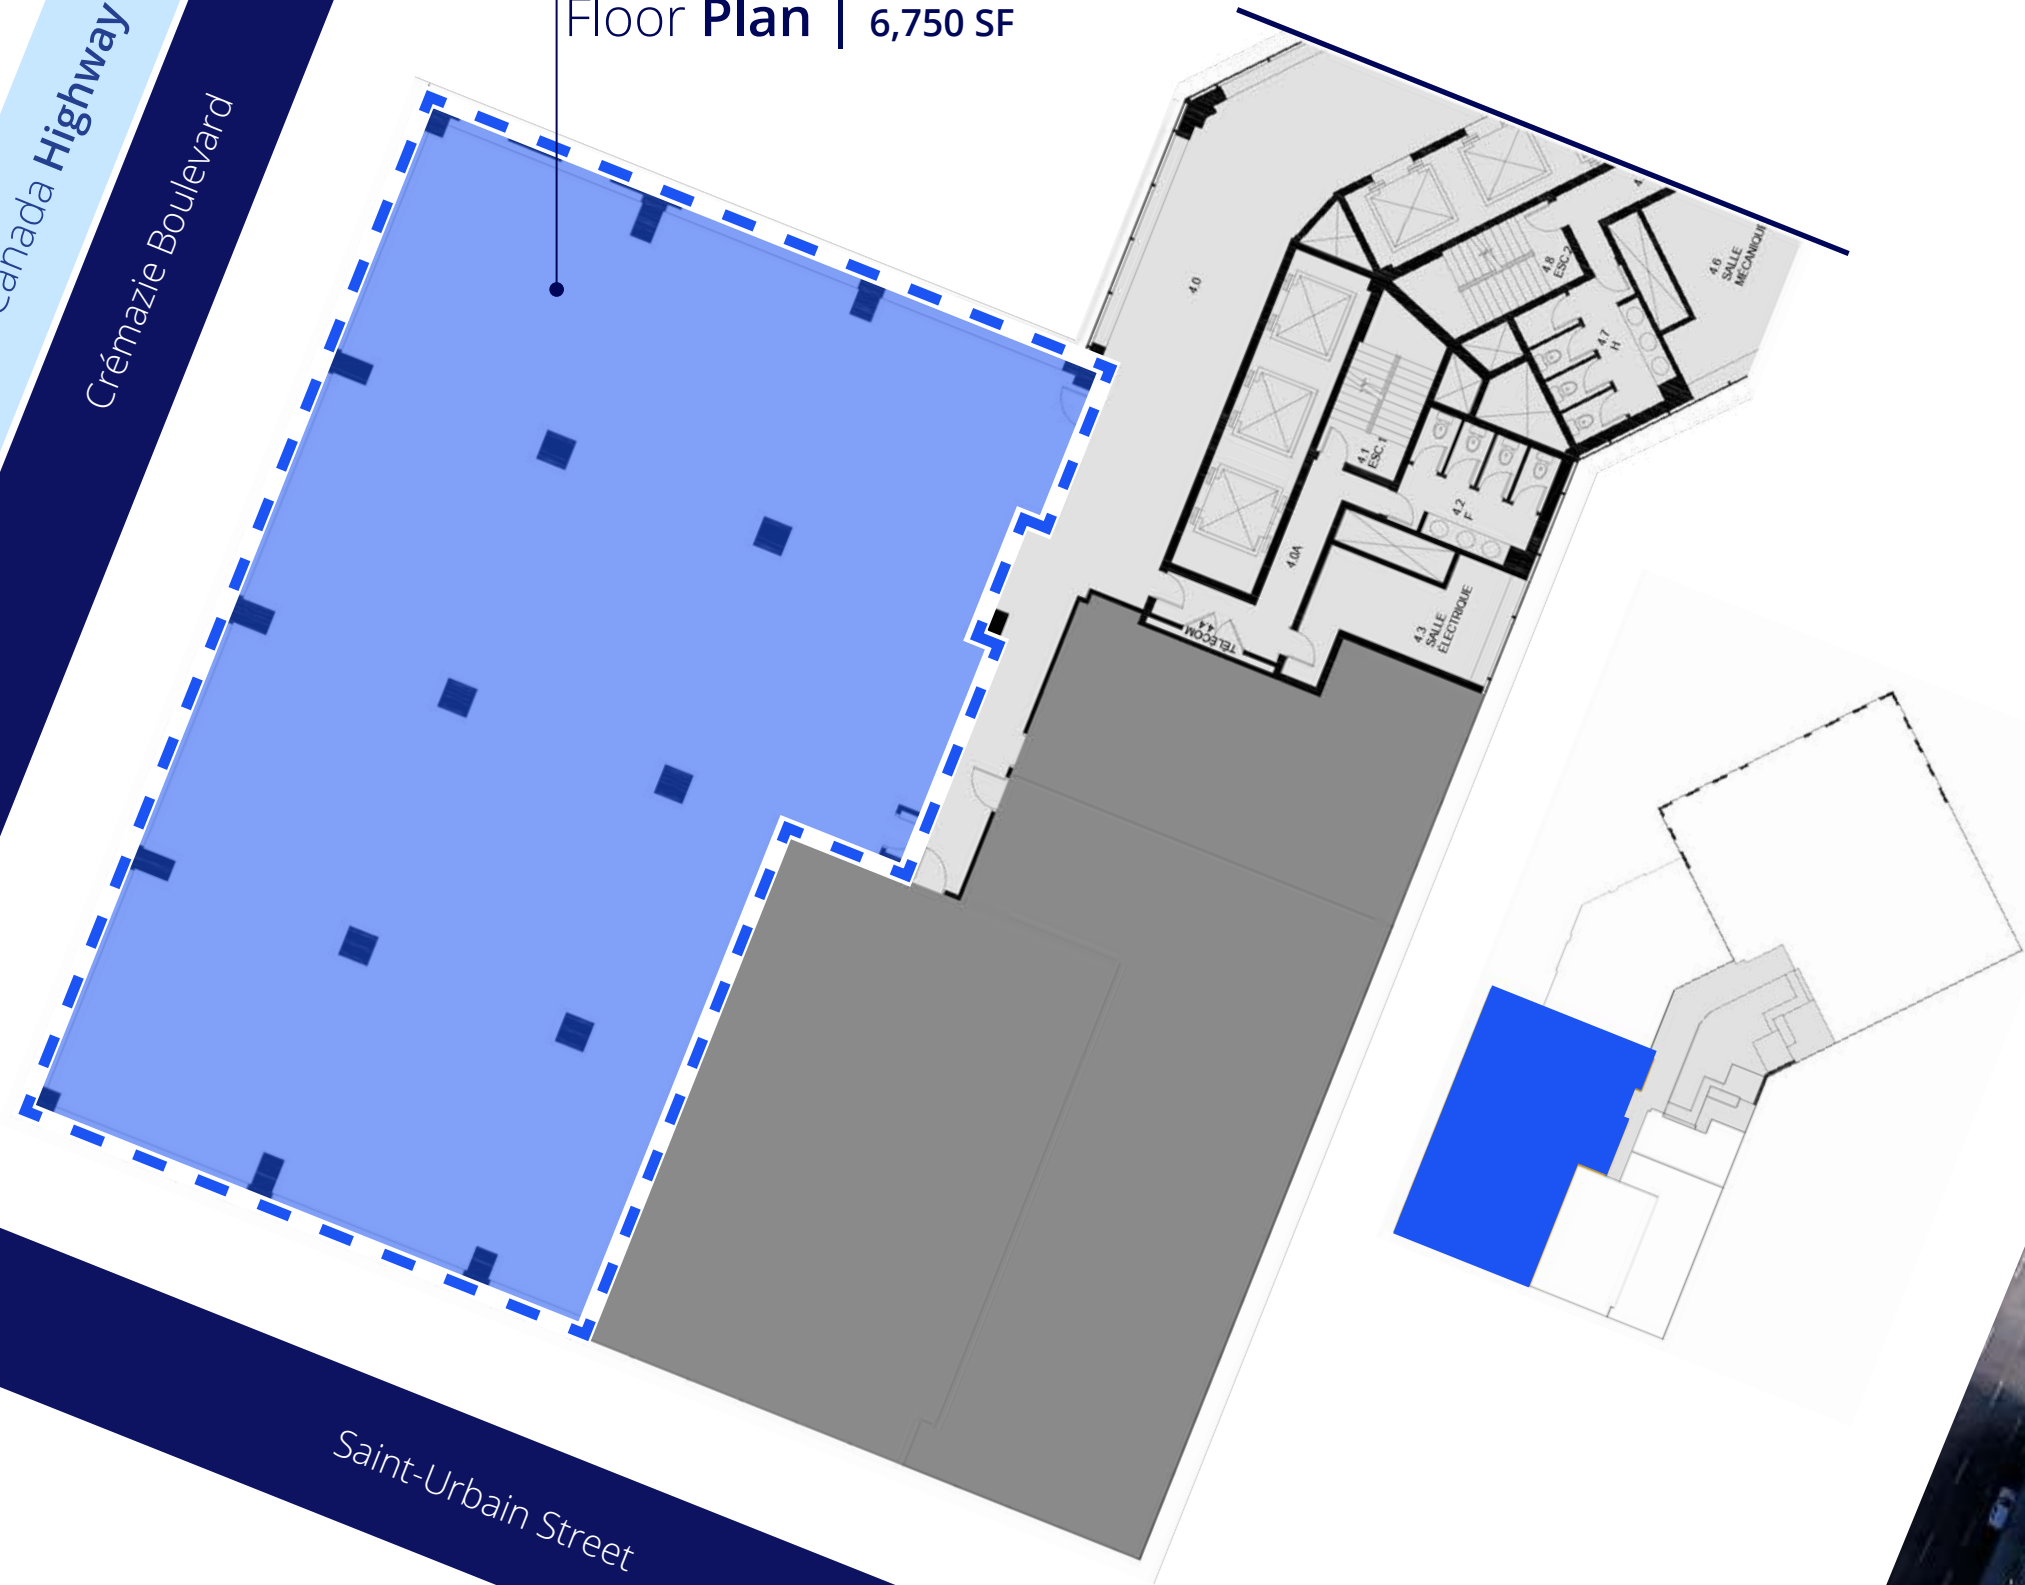 Floor Plan | 6,750 SF
Canada Highway
Crémazie Boulevard
4.0
4.8
ESC.2
4.6
SALLE
MÉCANIQUE
4.7
H
4.1
ESC.1
4.2
F
4.0A
4.4
TÉLÉCOM
4.3
SALLE
ÉLECTRIQUE
Saint-Urbain Street